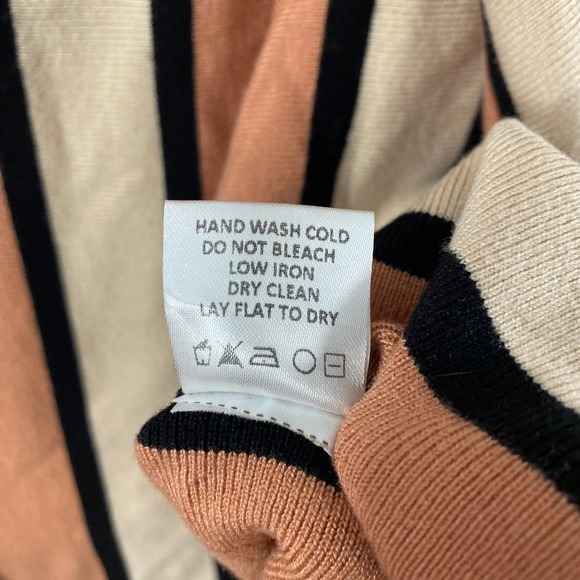 HAND WASH COLD
DO NOT BLEACH
LOW IRON
DRY CLEAN
LAY FLAT TO DRY